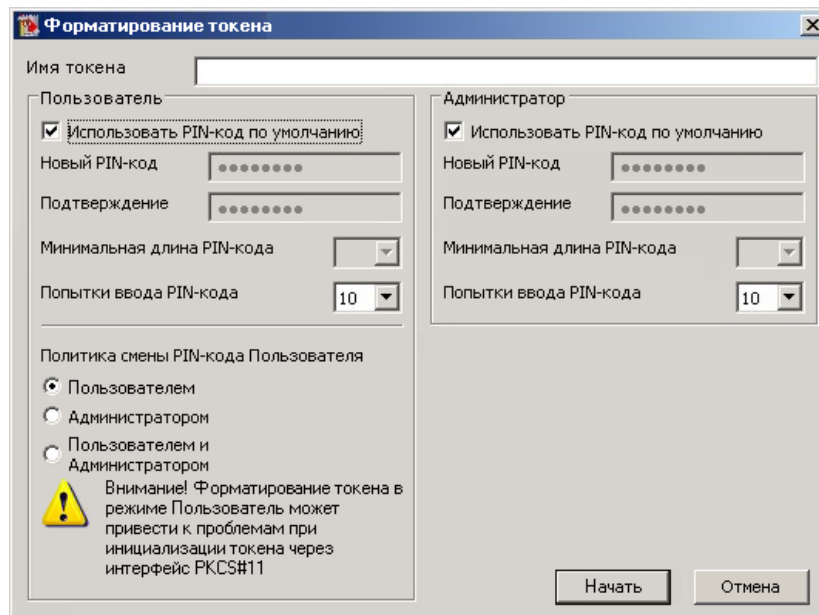 Форматирование токена
Имя токена
Пользователь
Использовать PIN-код по умолчанию
Новый PIN-код
Подтверждение
Минимальная длина PIN-кода
Попытки ввода PIN-кода
10
Политика смены PIN-кода Пользователя
Пользователем
Администратором
Пользователем и
Администратором
Внимание! Форматирование токена в
режиме Пользователь может
привести к проблемам при
инициализации токена через
интерфейс PKCS#11
Администратор
Использовать PIN-код по умолчанию
Новый PIN-код
Подтверждение
Минимальная длина PIN-кода
Попытки ввода PIN-кода
10
Начать
Отмена